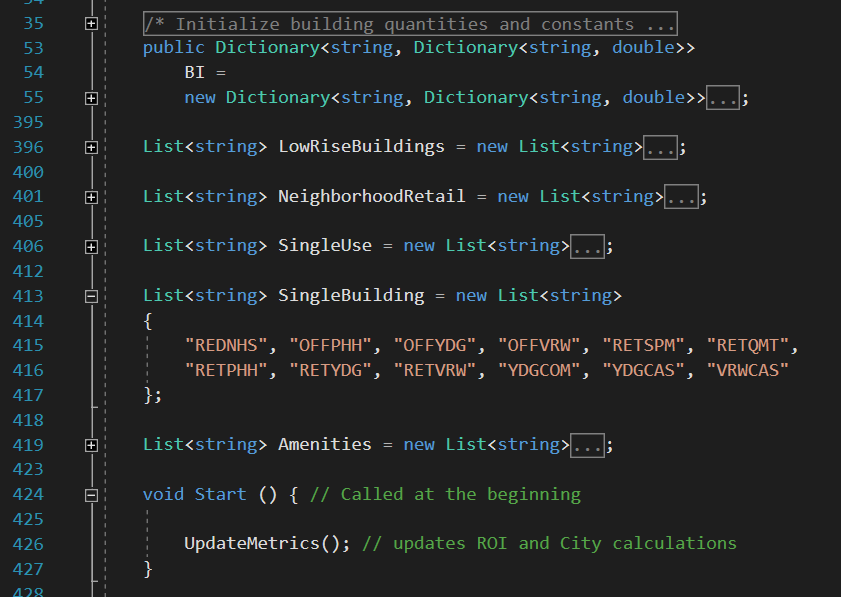 34
35 /* Initialize building quantities and constants ...
53 public Dictionary<string, Dictionary<string, double>>
54 BI =
55 new Dictionary<string, Dictionary<string, double>>...;
395
396 List<string> LowRiseBuildings = new List<string>...;
400
401 List<string> NeighborhoodRetail = new List<string>...;
405
406 List<string> SingleUse = new List<string>...;
412
413 List<string> SingleBuilding = new List<string>
414 {
415 "REDNHS", "OFFPHH", "OFFYDG", "OFFVRW", "RETSPM", "RETQMT",
416 "RETPHH", "RETYDG", "RETVRW", "YDGCOM", "YDGCAS", "VRWCAS"
417 };
418
419 List<string> Amenities = new List<string>...;
423
424 void Start () { // Called at the beginning
425
426 UpdateMetrics(); // updates ROI and City calculations
427 }
428